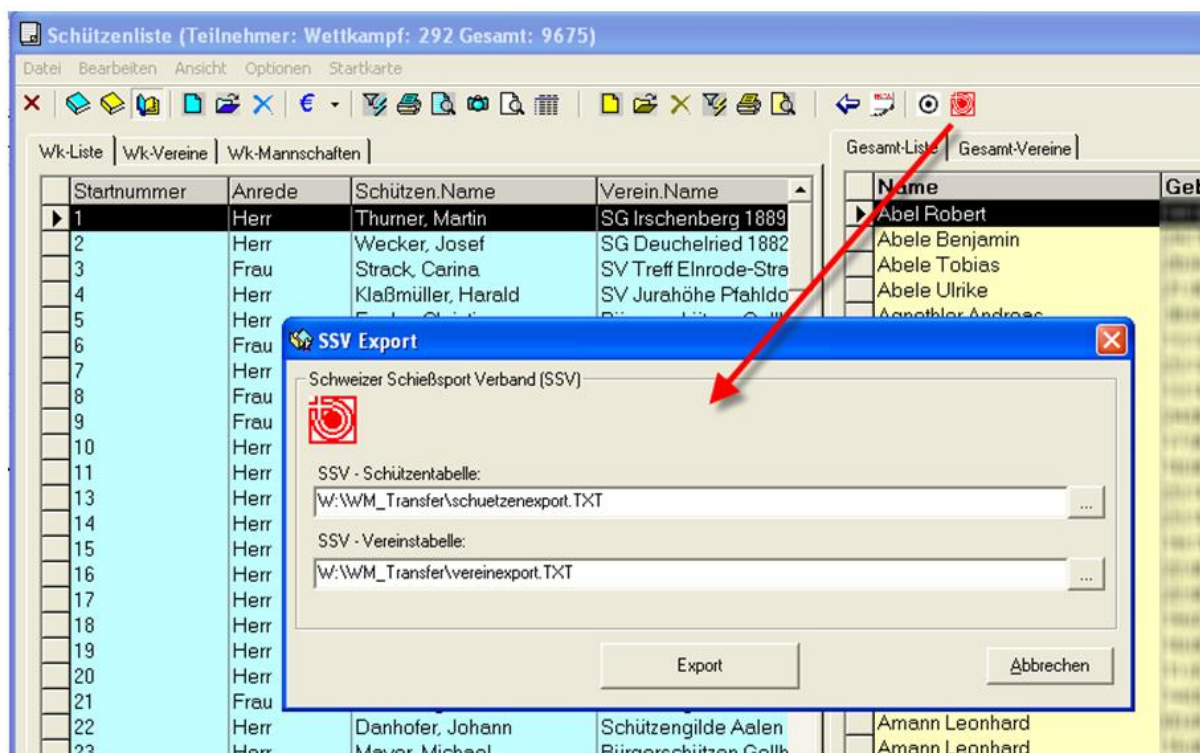 Schützenliste (Teilnehmer: Wettkampf: 292 Gesamt: 9675)
Datei Bearbeiten Ansicht Optionen Startkarte
Wk-Liste Wk-Vereine Wk-Mannschaften
Gesamt-Liste Gesamt-Vereine
Startnummer Anrede Schützen.Name Verein.Name
Name
1 Herr Thurner, Martin SG Irschenberg 1889
Abel Robert
2 Herr Wecker, Josef SG Deuchelried 1882
Abele Benjamin
3 Frau Strack, Carina SV Treff Elnrode-Stra
Abele Tobias
4 Herr Klaßmüller, Harald SV Jurahöhe Pfahldo
Abele Ulrike
5 Herr
6 Frau
7 Herr
8 Frau
9 Frau
10 Herr
11 Herr
13 Herr
14 Herr
15 Herr
16 Herr
17 Herr
18 Herr
19 Herr
20 Herr
21 Frau
22 Herr Danhofer, Johann Schützengilde Aalen
23 Herr Mayer, Michael
Amann Leonhard
Amann Leonhard
SSV Export
Schweizer Schießsport Verband (SSV)
SSV - Schützentabelle:
W:\WM_Transfer\schuetzenexport.TXT
...
SSV - Vereinstabelle:
W:\WM_Transfer\vereinexport.TXT
...
Export
Abbrechen